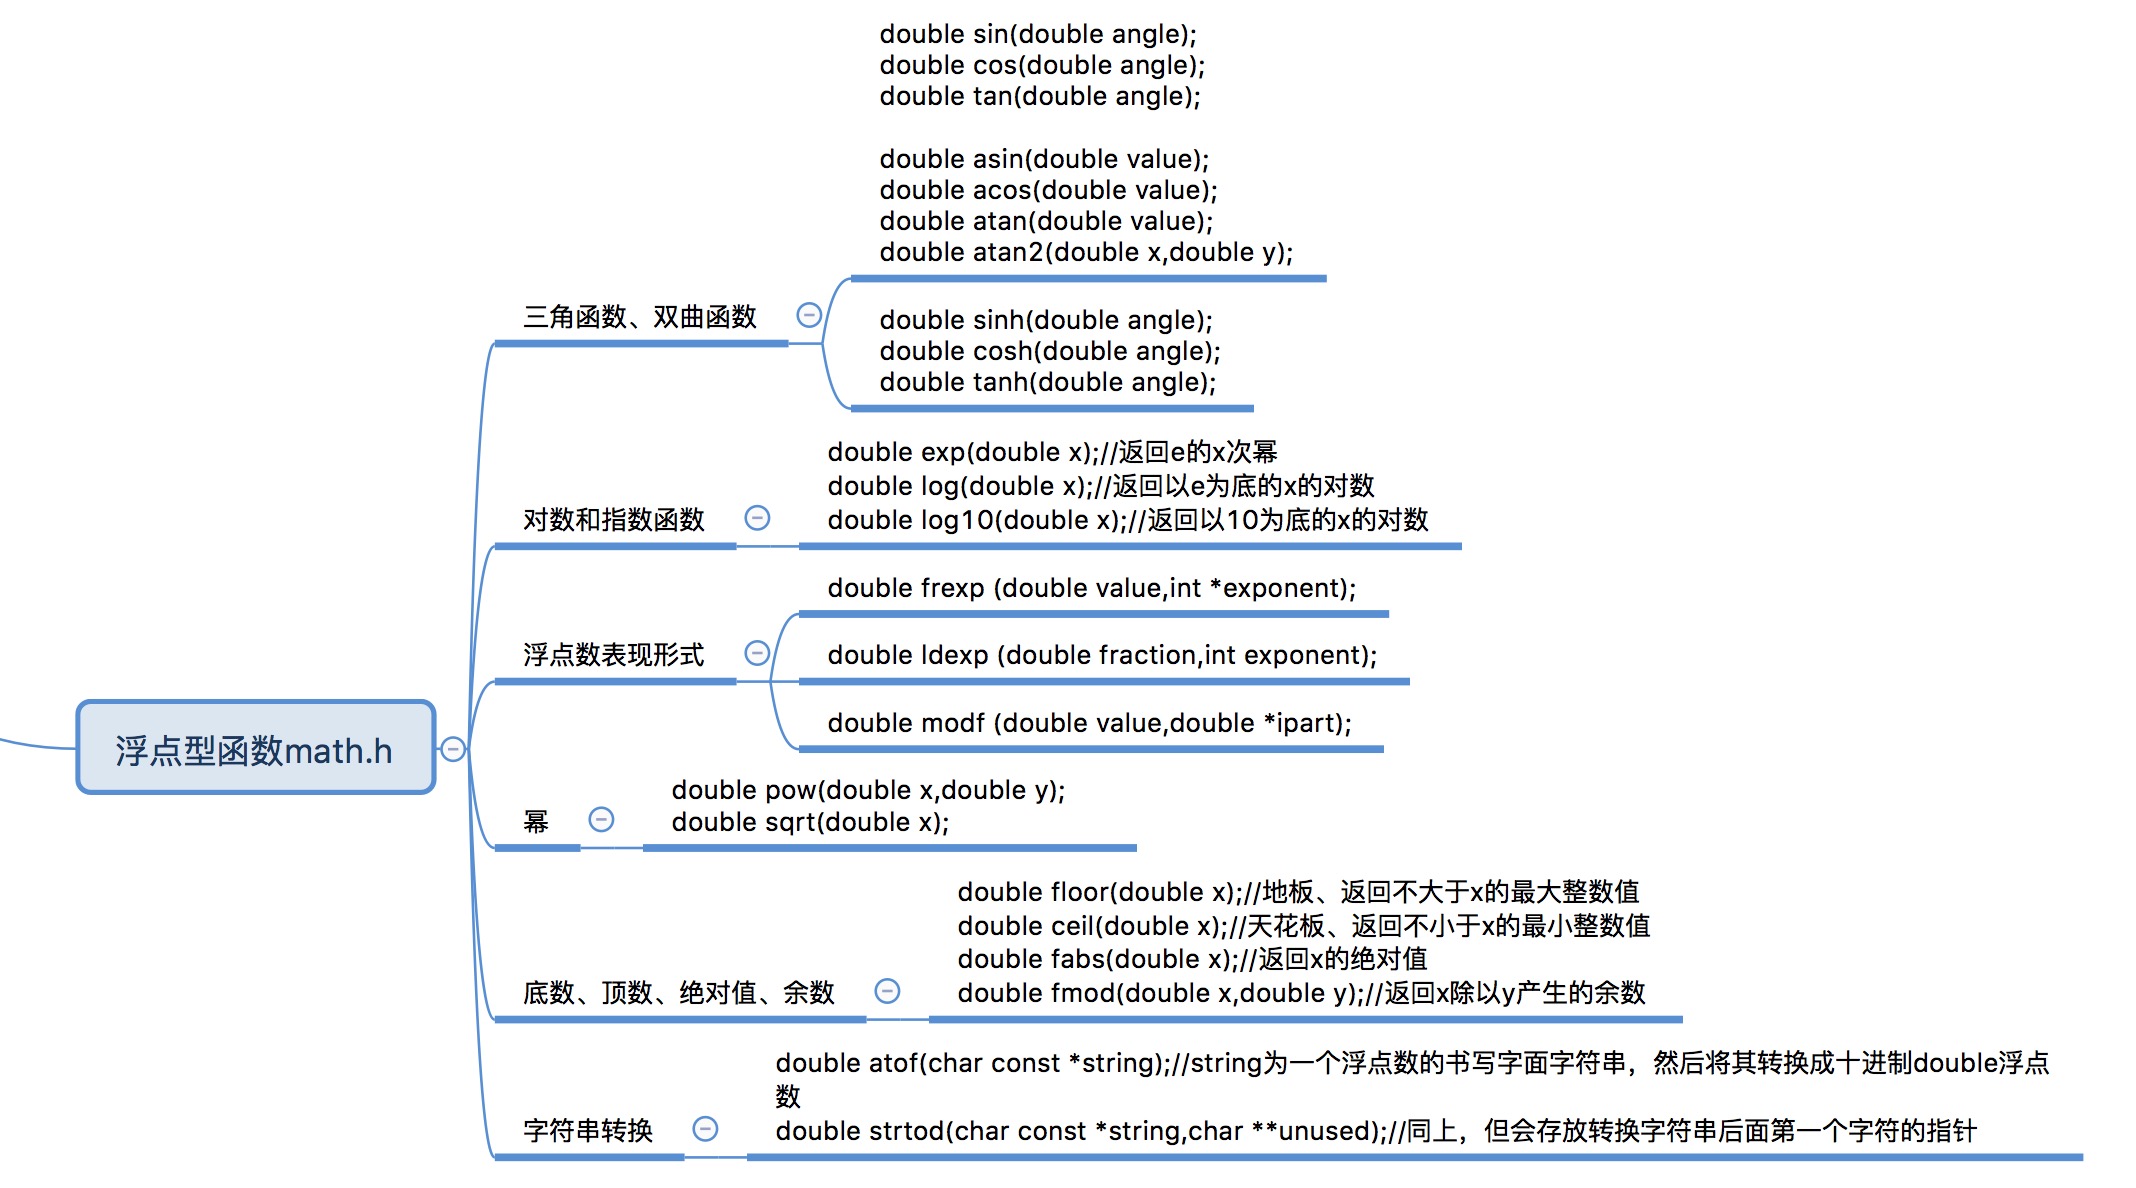 double sin(double angle);
double cos(double angle);
double tan(double angle);
double asin(double value);
double acos(double value);
double atan(double value);
double atan2(double x,double y);
三角函数、双曲函数
double sinh(double angle);
double cosh(double angle);
double tanh(double angle);
double exp(double x);//返回e的x次幂
double log(double x);//返回以e为底的x的对数
double log10(double x);//返回以10为底的x的对数
对数和指数函数
double frexp (double value,int *exponent);
浮点数表现形式
double ldexp (double fraction,int exponent);
double modf (double value,double *ipart);
浮点型函数math.h
double pow(double x,double y);
double sqrt(double x);
幂
double floor(double x);//地板、返回不大于x的最大整数值
double ceil(double x);//天花板、返回不小于x的最小整数值
double fabs(double x);//返回x的绝对值
double fmod(double x,double y);//返回x除以y产生的余数
底数、顶数、绝对值、余数
double atof(char const *string);//string为一个浮点数的书写字面字符串，然后将其转换成十进制double浮点
数
double strtod(char const *string,char **unused);//同上，但会存放转换字符串后面第一个字符的指针
字符串转换